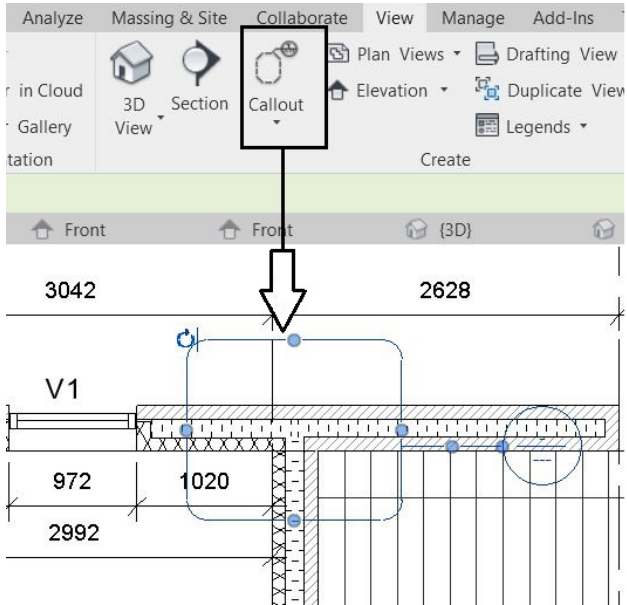 Analyze Massing & Site Collaborate View Manage Add-Ins
in Cloud
Gallery
3D View
Section
Callout
Plan Views
Elevation
Drafting View
Duplicate View
Legends
Create
Front Front {3D}
3042 2628
V1
972 1020
2992